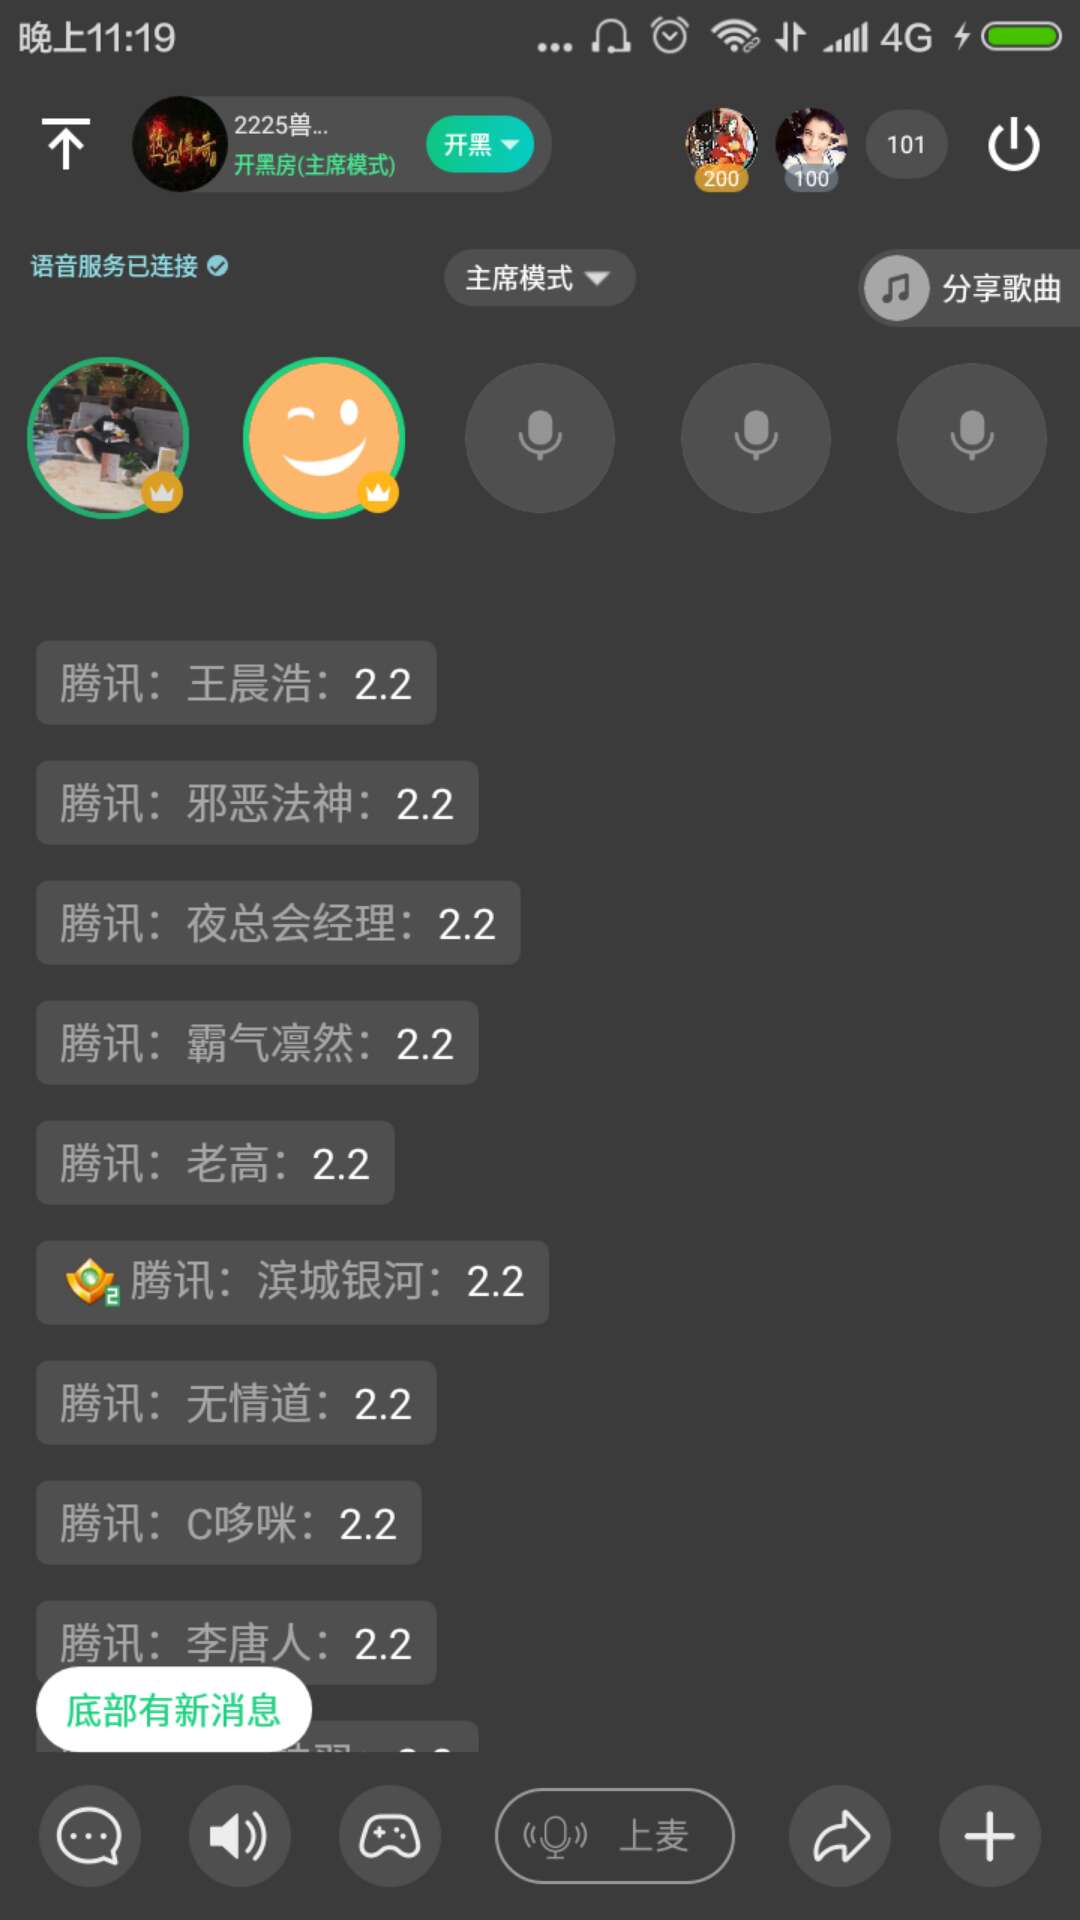 晚上11:19
4G
2225兽...
开黑房(主席模式)
开黑
200
100
101
语音服务已连接
主席模式
分享歌曲
腾讯：王晨浩：2.2
腾讯：邪恶法神：2.2
腾讯：夜总会经理：2.2
腾讯：霸气凛然：2.2
腾讯：老高：2.2
2 腾讯：滨城银河：2.2
腾讯：无情道：2.2
腾讯：C哆咪：2.2
腾讯：李唐人：2.2
底部有新消息
上麦